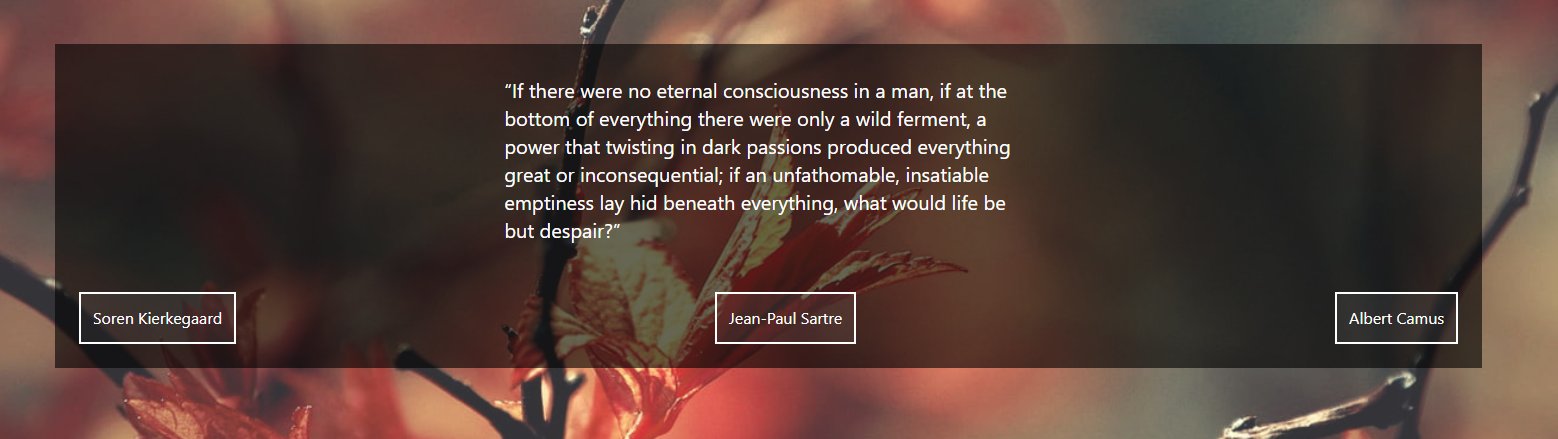 “If there were no eternal consciousness in a man, if at the
bottom of everything there were only a wild ferment, a
power that twisting in dark passions produced everything
great or inconsequential; if an unfathomable, insatiable
emptiness lay hid beneath everything, what would life be
but despair?”
Soren Kierkegaard
Jean-Paul Sartre
Albert Camus